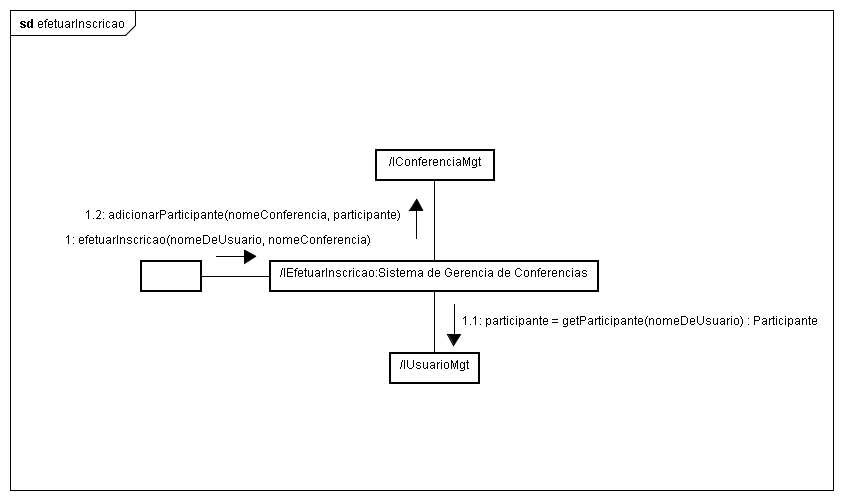 sd efetuarInscricao
/IConferenciaMgt
1.2: adicionarParticipante(nomeConferencia, participante)
1: efetuarInscricao(nomeDeUsuario, nomeConferencia)
/IEfetuarInscricao:Sistema de Gerencia de Conferencias
1.1: participante = getParticipante(nomeDeUsuario) : Participante
/IUsuarioMgt